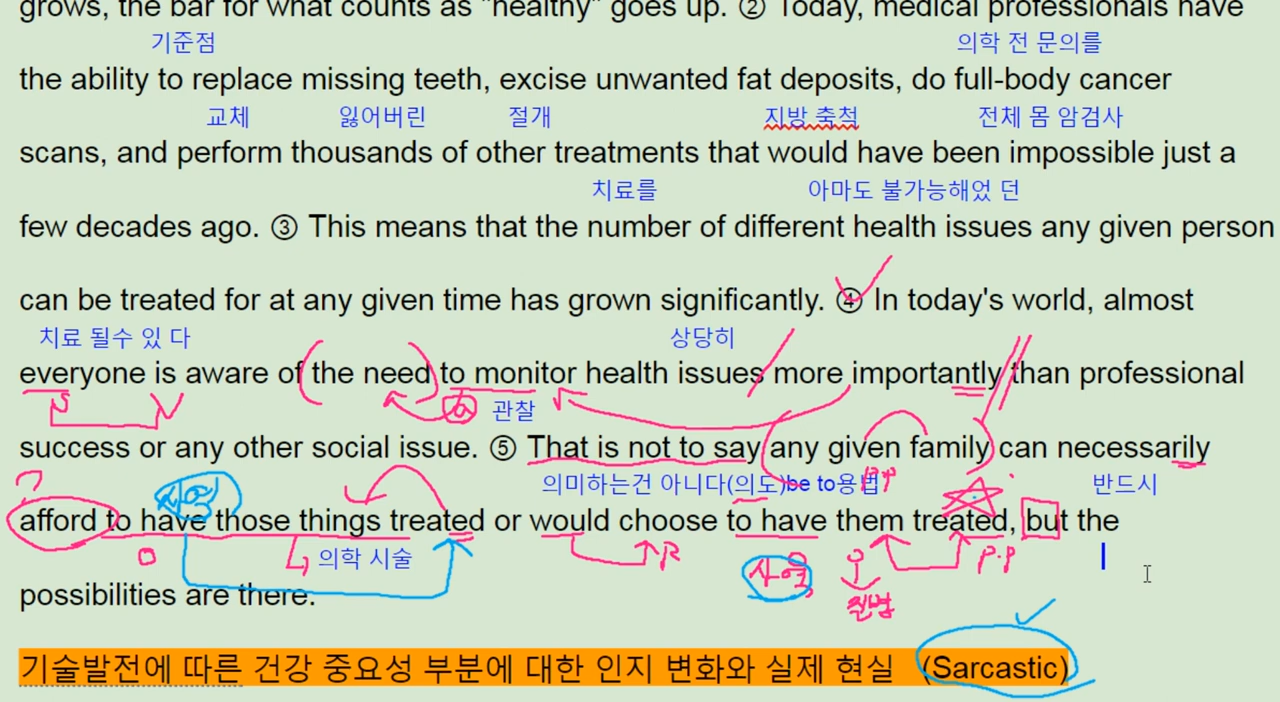 grows, the bar for what counts as "healthy" goes up. ② Today, medical professionals have
기준점 의학 전 문의를
the ability to replace missing teeth, excise unwanted fat deposits, do full-body cancer
교체 잃어버린 절개 지방 축척 전체 몸 암검사
scans, and perform thousands of other treatments that would have been impossible just a
치료를 아마도 불가능해었 던
few decades ago. ③ This means that the number of different health issues any given person
can be treated for at any given time has grown significantly. ④ In today's world, almost
치료 될수 있 다 상당히
everyone is aware of the need to monitor health issues more importantly than professional
S V 관찰
success or any other social issue. ⑤ That is not to say any given family can necessarily
의미하는건 아니다(의도)be to용법 P.P 반드시
사역
afford to have those things treated or would choose to have them treated, but the
O 의학 시술 R 사역 P.P
possibilities are there.
질병
기술발전에 따른 건강 중요성 부분에 대한 인지 변화와 실제 현실 (Sarcastic)